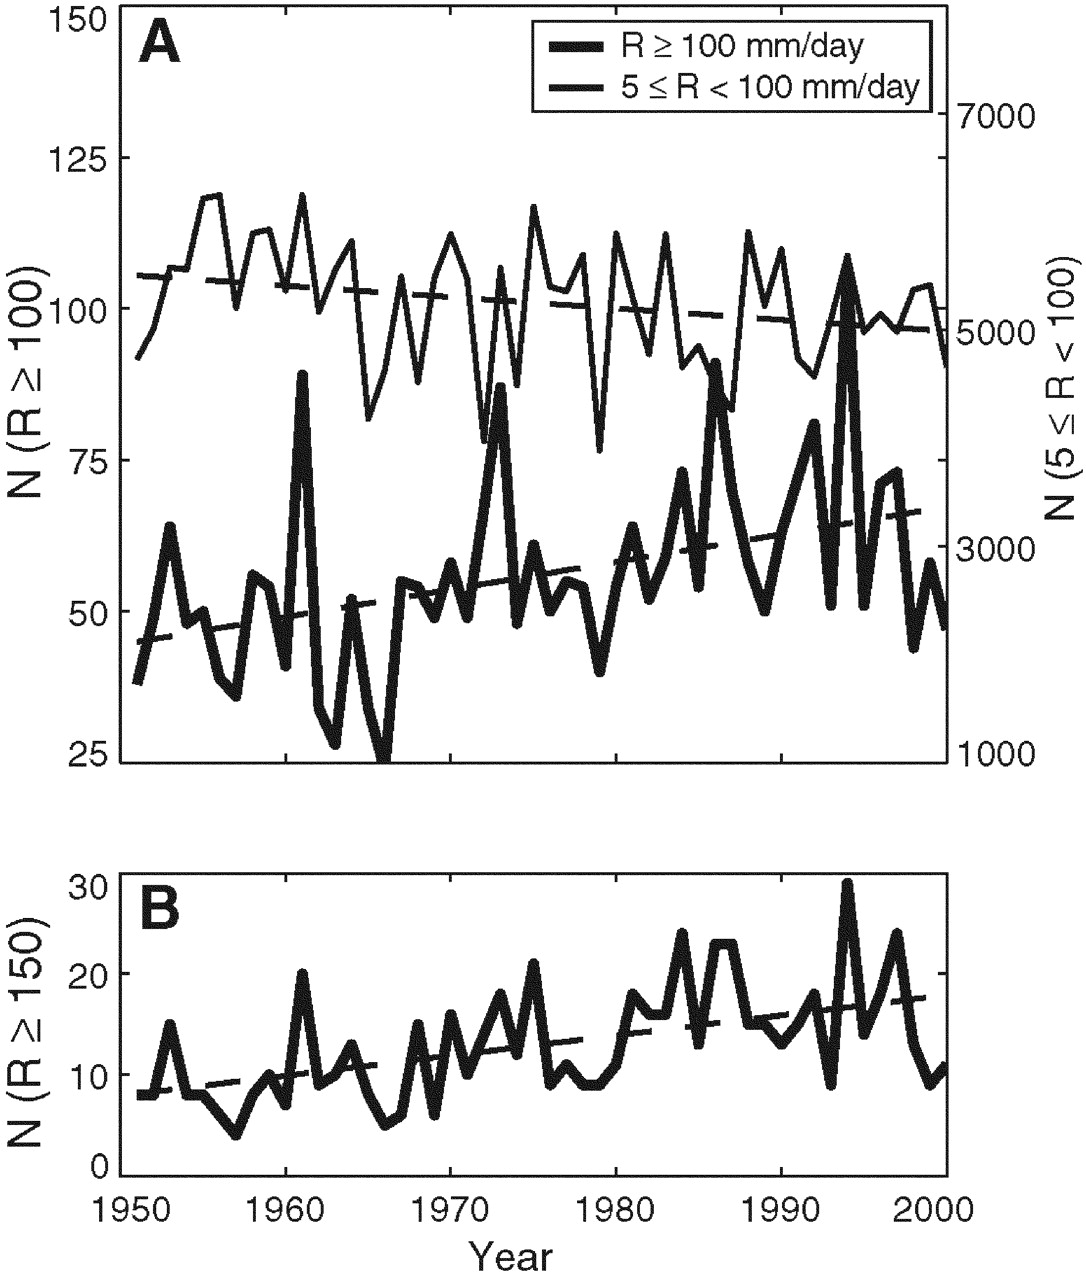 A
R ≥ 100 mm/day
5 ≤ R < 100 mm/day
150
125
100
75
50
25
N (R ≥ 100)
7000
5000
3000
1000
N (5 ≤ R < 100)
B
30
20
10
0
N (R ≥ 150)
1950 1960 1970 1980 1990 2000
Year